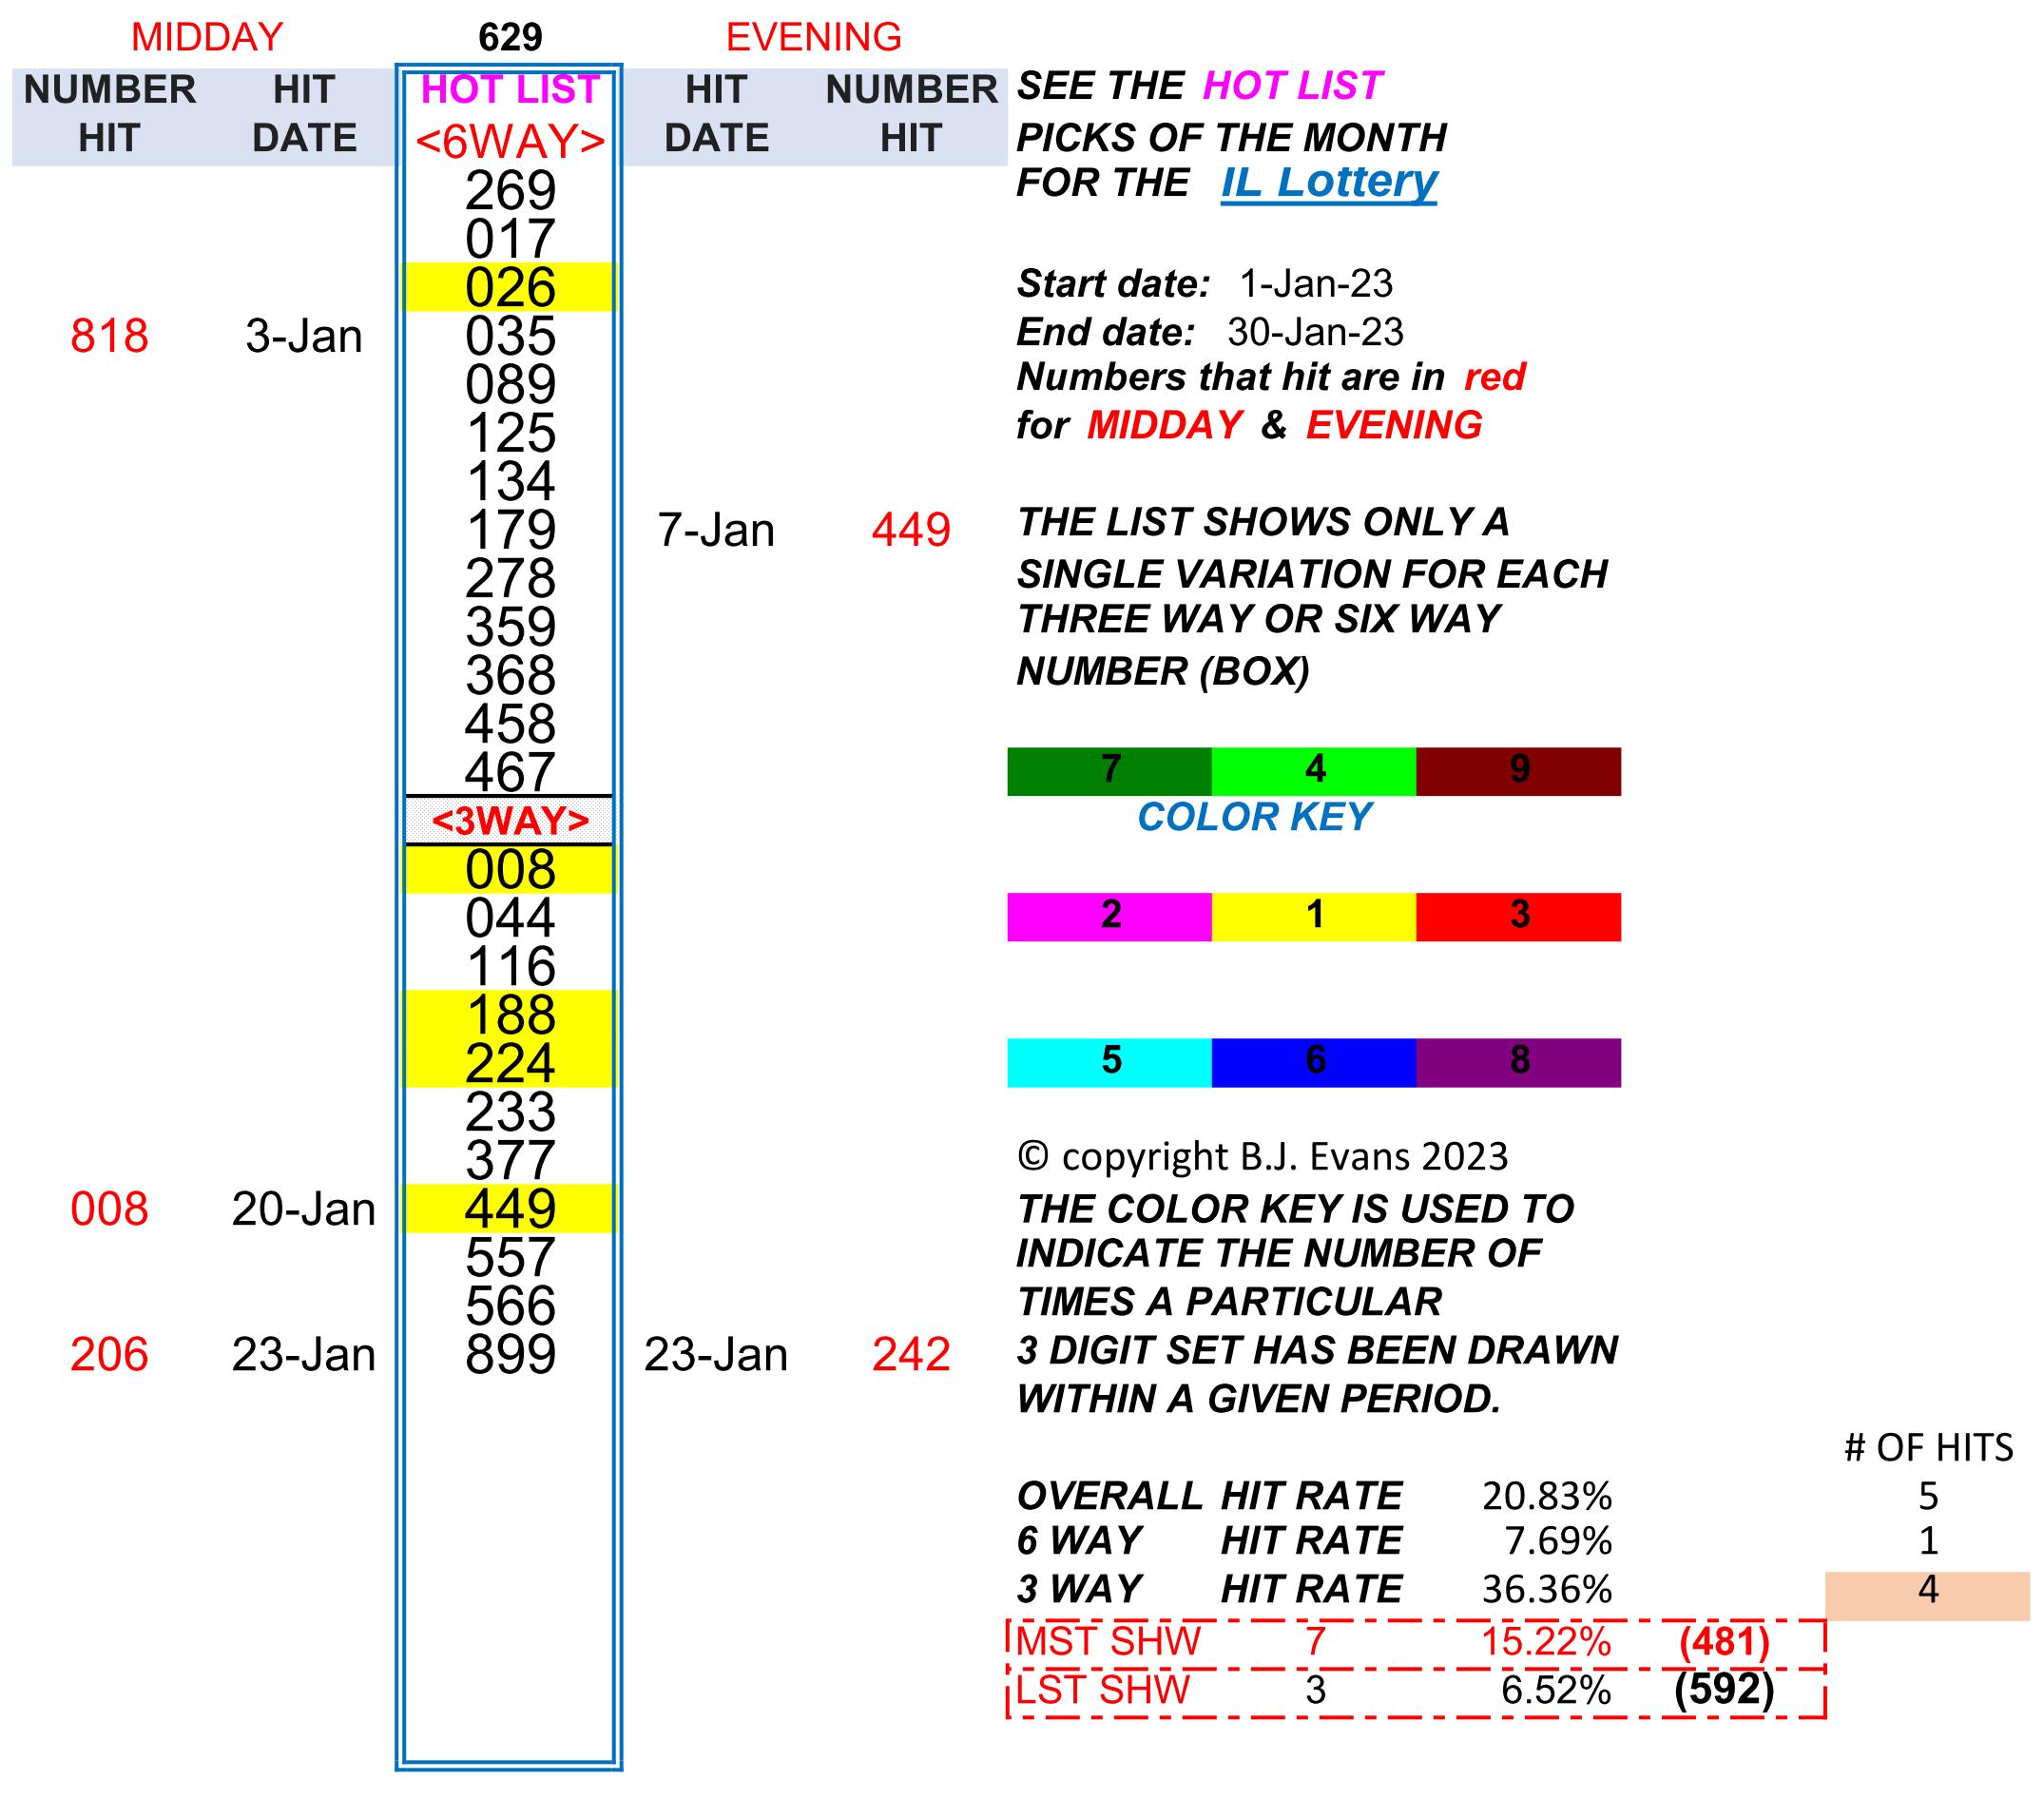 MIDDAY 629 EVENING
NUMBER HIT HOT LIST HIT NUMBER
HIT DATE <6WAY> DATE HIT
269
017
026
818 3-Jan 035
089
125
134
179 7-Jan 449
278
359
368
458
467
<3WAY>
008
044
116
188
224
233
377
008 20-Jan 449
557
566
206 23-Jan 899 23-Jan 242
SEE THE HOT LIST
PICKS OF THE MONTH
FOR THE IL Lottery
Start date: 1-Jan-23
End date: 30-Jan-23
Numbers that hit are in red
for MIDDAY & EVENING
THE LIST SHOWS ONLY A
SINGLE VARIATION FOR EACH
THREE WAY OR SIX WAY
NUMBER (BOX)
7 4 9
COLOR KEY
2 1 3
5 6 8
© copyright B.J. Evans 2023
THE COLOR KEY IS USED TO
INDICATE THE NUMBER OF
TIMES A PARTICULAR
3 DIGIT SET HAS BEEN DRAWN
WITHIN A GIVEN PERIOD.
# OF HITS
OVERALL HIT RATE 20.83% 5
6 WAY HIT RATE 7.69% 1
3 WAY HIT RATE 36.36% 4
MST SHW 7 15.22% (481)
LST SHW 3 6.52% (592)